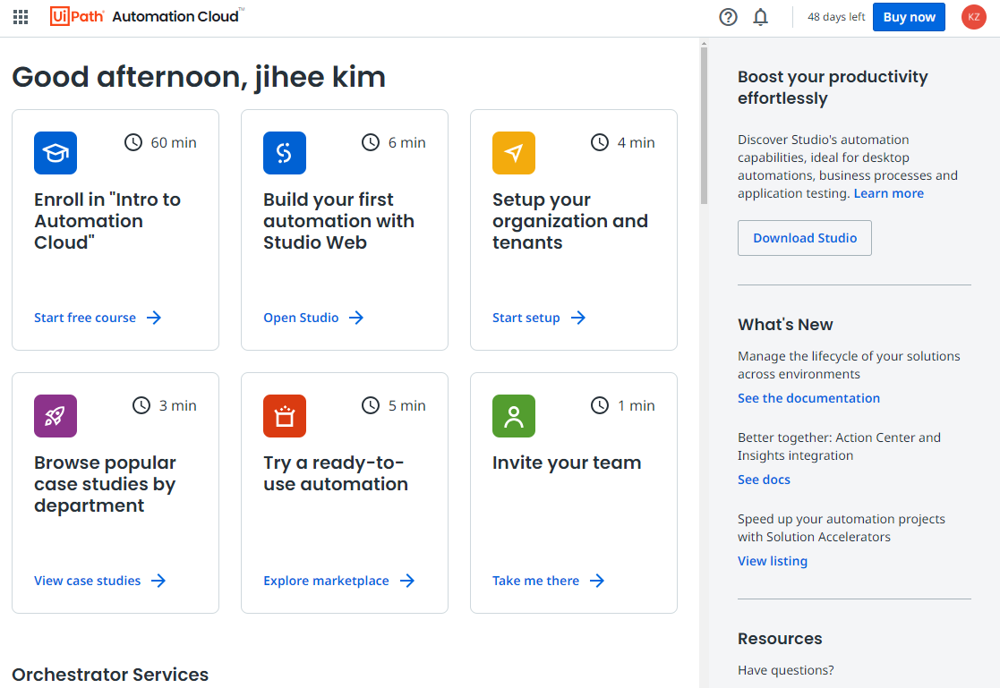 UiPath Automation Cloud™
48 days left
Buy now
KZ
Good afternoon, jihee kim
60 min
Enroll in "Intro to
Automation
Cloud"
Start free course
6 min
Build your first
automation with
Studio Web
Open Studio
4 min
Setup your
organization and
tenants
Start setup
3 min
Browse popular
case studies by
department
View case studies
5 min
Try a ready-to-
use automation
Explore marketplace
1 min
Invite your team
Take me there
Orchestrator Services
Boost your productivity
effortlessly
Discover Studio's automation
capabilities, ideal for desktop
automations, business processes and
application testing. Learn more
Download Studio
What's New
Manage the lifecycle of your solutions
across environments
See the documentation
Better together: Action Center and
Insights integration
See docs
Speed up your automation projects
with Solution Accelerators
View listing
Resources
Have questions?